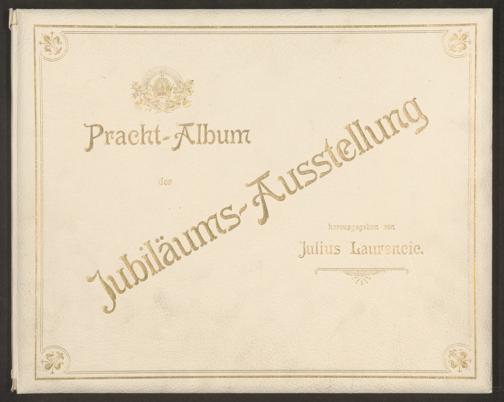 Pracht-Album
der
Jubiläums-Ausstellung
herausgegeben von
Julius Laurencic.